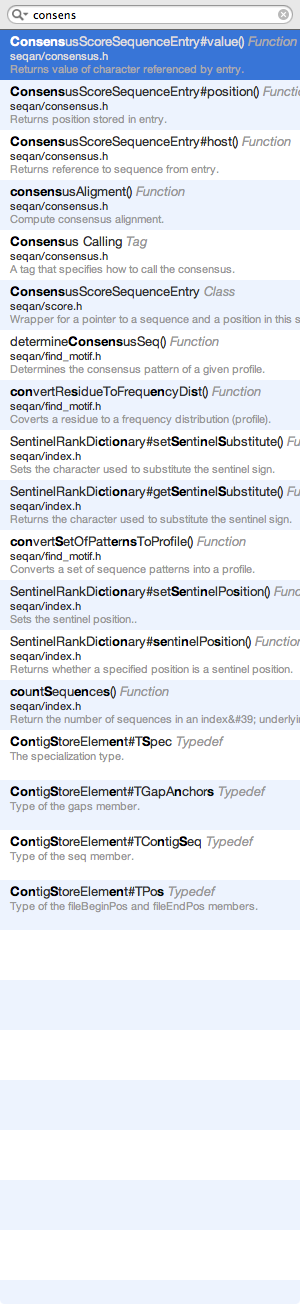 consens
ConsensusScoreSequenceEntry#value() Function
seqan/consensus.h
Returns value of character referenced by entry.
ConsensusScoreSequenceEntry#position() Functi
seqan/consensus.h
Returns position stored in entry.
ConsensusScoreSequenceEntry#host() Function
seqan/consensus.h
Returns reference to sequence from entry.
consensusAligment() Function
seqan/consensus.h
Compute consensus alignment.
Consensus Calling Tag
seqan/consensus.h
A tag that specifies how to call the consensus.
ConsensusScoreSequenceEntry Class
seqan/score.h
Wrapper for a pointer to a sequence and a position in this s
determineConsensusSeq() Function
seqan/find_motif.h
Determines the consensus pattern of a given profile.
convertResidueToFrequencyDist() Function
seqan/find_motif.h
Coverts a residue to a frequency distribution (profile).
SentinelRankDictionary#setSentinelSubstitute() Fu
seqan/index.h
Sets the character used to substitute the sentinel sign.
SentinelRankDictionary#getSentinelSubstitute() Fu
seqan/index.h
Returns the character used to substitute the sentinel.
convertSetOfPatternsToProfile() Function
seqan/find_motif.h
Converts a set of sequence patterns into a profile.
SentinelRankDictionary#setSentinelPosition() Func
seqan/index.h
Sets the sentinel position..
SentinelRankDictionary#sentinelPosition() Function
seqan/index.h
Returns whether a specified position is a sentinel position.
countSequences() Function
seqan/index.h
Return the number of sequences in an index&#39; underlyin
ContigStoreElement#TSpec Typedef
The specialization type.
ContigStoreElement#TGapAnchors Typedef
Type of the gaps member.
ContigStoreElement#TContigSeq Typedef
Type of the seq member.
ContigStoreElement#TPos Typedef
Type of the fileBeginPos and fileEndPos members.